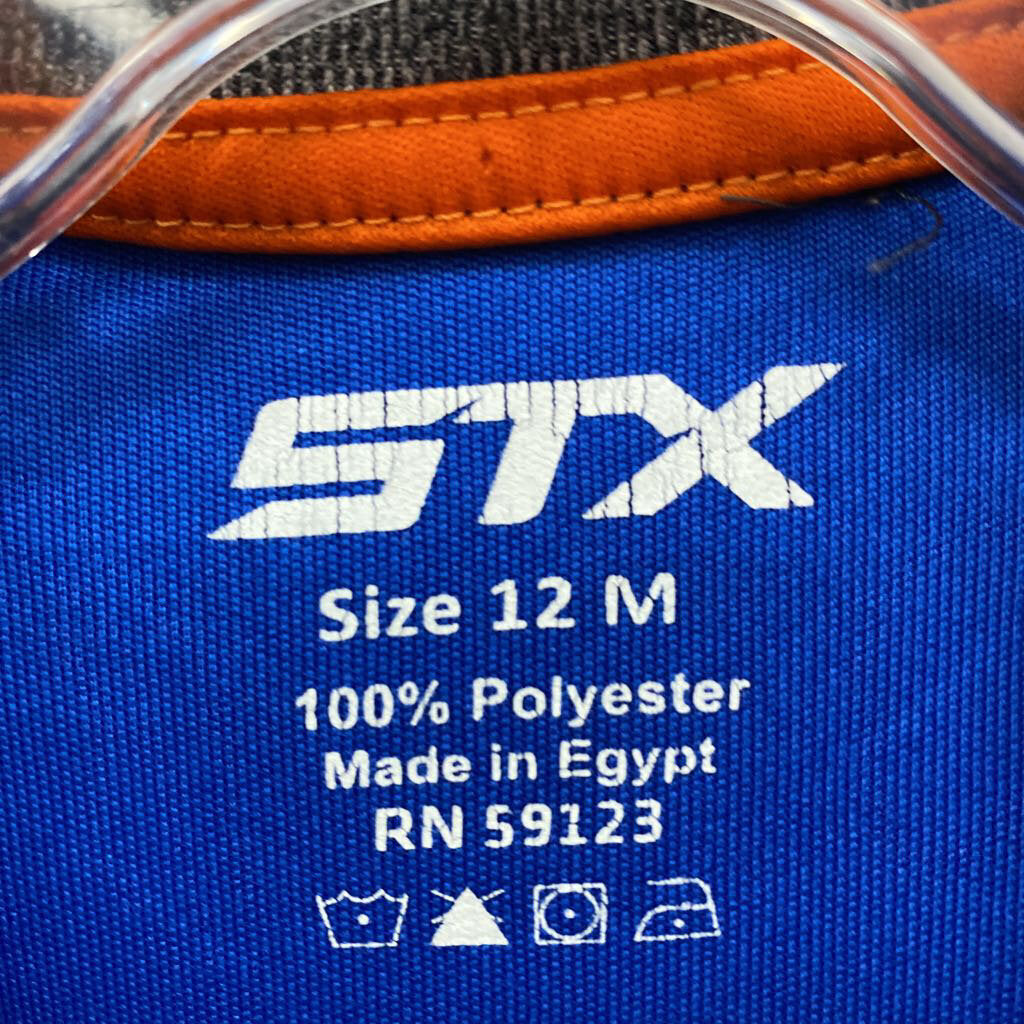 STX
Size 12 M
100% Polyester
Made in Egypt
RN 59123